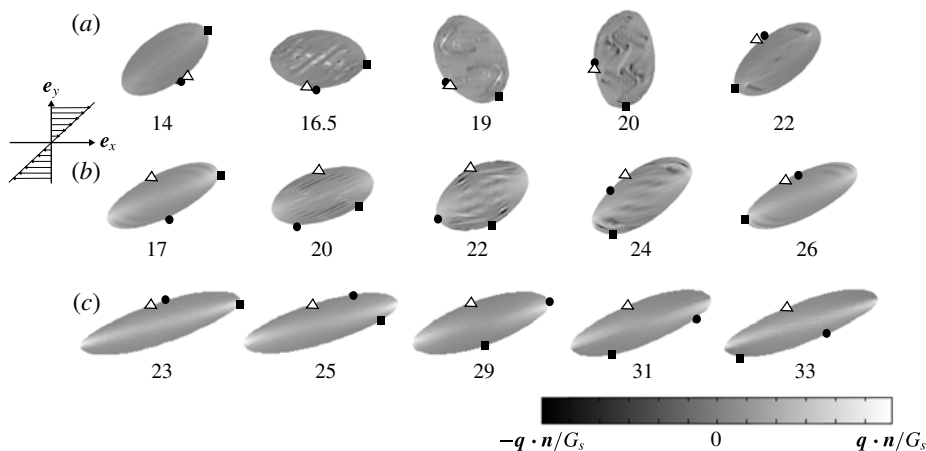 (a)
14 16.5 19 20 22
e_y
e_x
(b)
17 20 22 24 26
(c)
23 25 29 31 33
−q · n/G_s 0 q · n/G_s